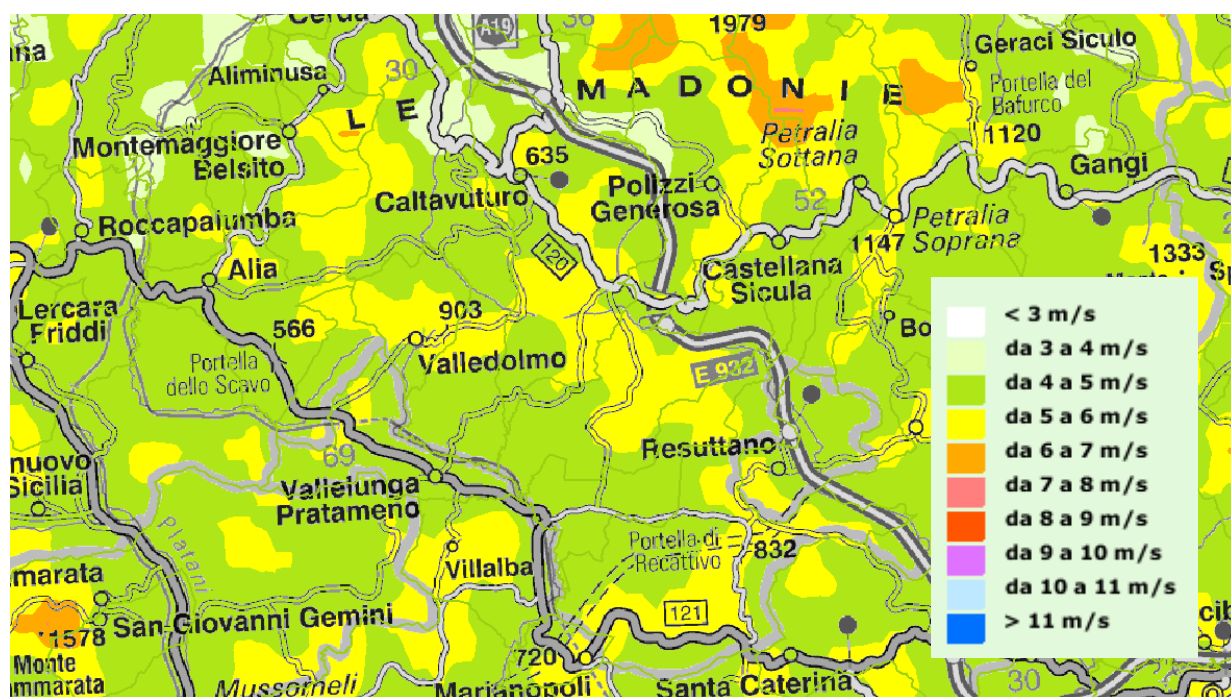 Cerda
A19
36
1979
Geraci Siculo
Aliminusa
30
MADONIE
Portella del
Bafurco
LE
1120
Montemaggiore
Belsito
635
Petralia
Sottana
Gangi
Caltavuturo
Polizzi
Generosa
52
Roccapalumba
Petralia
Soprana
1147
1333
120
Alia
Castellana
Sicula
Lercara
Friddi
566
903
Valledolmo
Portella
dello Scavo
E 932
Resuttano
69
Vallelunga
Pratameno
Platani
Villalba
Portella di
Recattivo
832
121
1578
San Giovanni Gemini
720
Monte
Mussomeli
Marianopoli
Santa Caterina
30
< 3 m/s
da 3 a 4 m/s
da 4 a 5 m/s
da 5 a 6 m/s
da 6 a 7 m/s
da 7 a 8 m/s
da 8 a 9 m/s
da 9 a 10 m/s
da 10 a 11 m/s
> 11 m/s